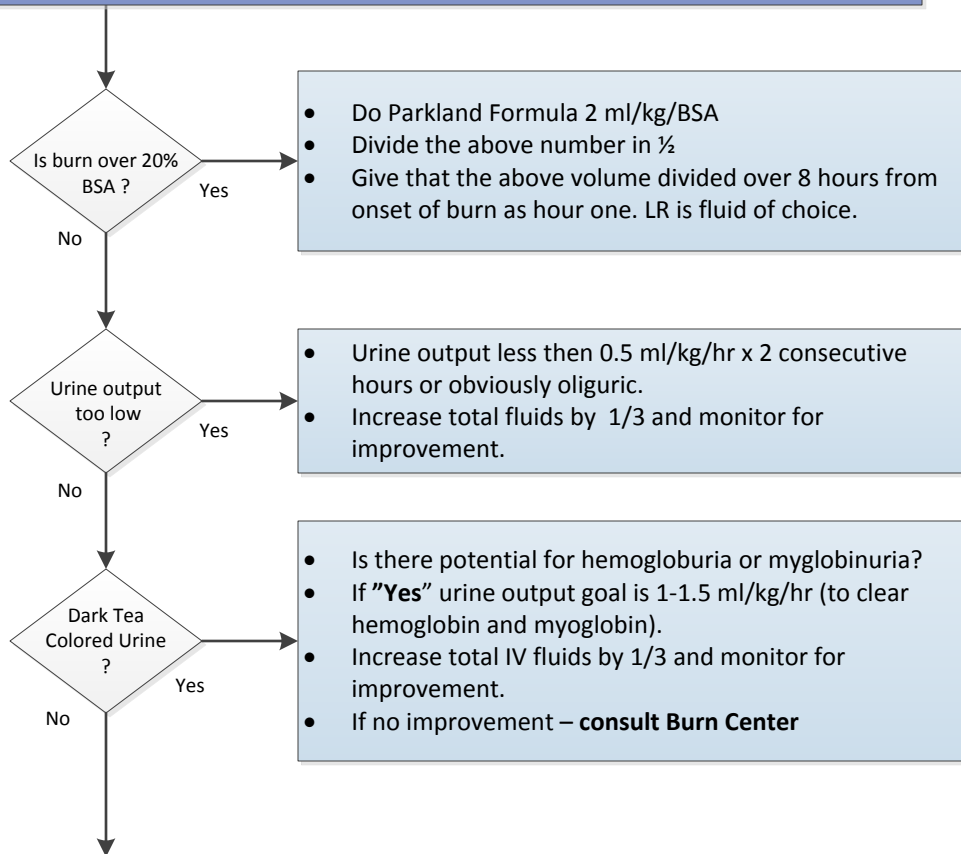 Is burn over 20%
BSA ?
Yes
No
• Do Parkland Formula 2 ml/kg/BSA
• Divide the above number in ½
• Give that the above volume divided over 8 hours from
onset of burn as hour one. LR is fluid of choice.
Urine output
too low
?
Yes
No
• Urine output less then 0.5 ml/kg/hr x 2 consecutive
hours or obviously oliguric.
• Increase total fluids by 1/3 and monitor for
improvement.
Dark Tea
Colored Urine
?
Yes
No
• Is there potential for hemogloburia or myglobinuria?
• If ”Yes” urine output goal is 1-1.5 ml/kg/hr (to clear
hemoglobin and myoglobin).
• Increase total IV fluids by 1/3 and monitor for
improvement.
• If no improvement – consult Burn Center